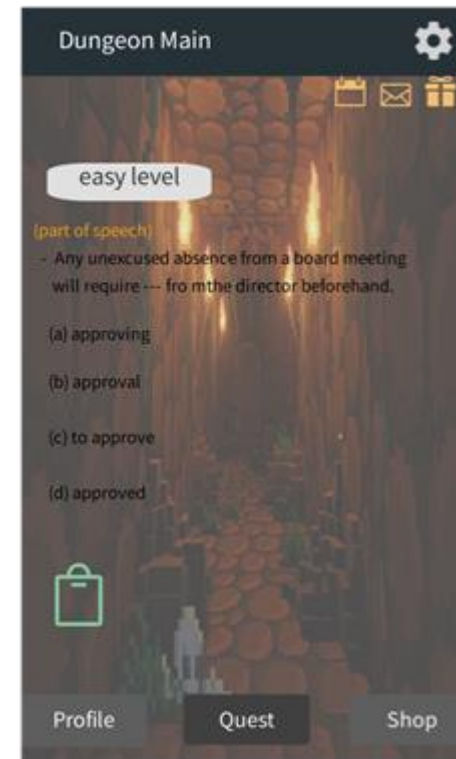 Dungeon Main
easy level
(part of speech)
- Any unexcused absence from a board meeting
will require --- fro mthe director beforehand.
(a) approving
(b) approval
(c) to approve
(d) approved
Profile
Quest
Shop